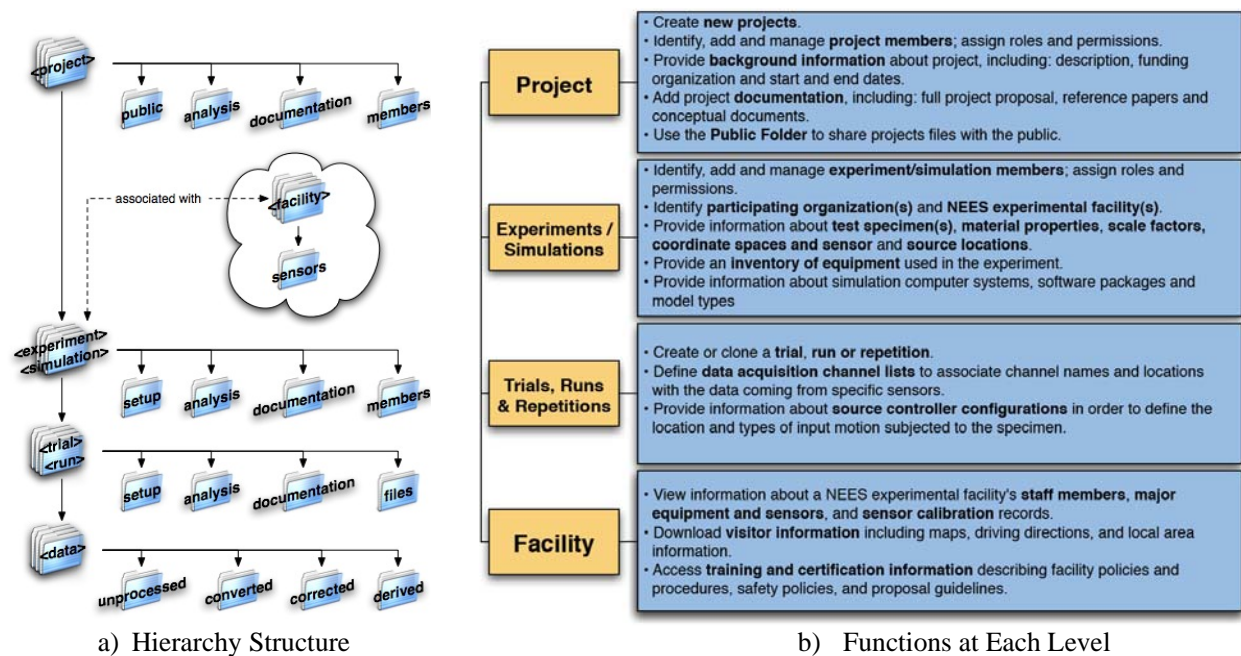 <project>
public
analysis
documentation
members
associated with
<facility>
sensors
<experiment>
<simulation>
setup
analysis
documentation
members
<trial>
<run>
setup
analysis
documentation
files
<data>
unprocessed
converted
corrected
derived
a) Hierarchy Structure
Project
• Create new projects.
• Identify, add and manage project members; assign roles and permissions.
• Provide background information about project, including: description, funding
organization and start and end dates.
• Add project documentation, including: full project proposal, reference papers and
conceptual documents.
• Use the Public Folder to share projects files with the public.
Experiments /
Simulations
• Identify, add and manage experiment/simulation members; assign roles and
permissions.
• Identify participating organization(s) and NEES experimental facility(s).
• Provide information about test specimen(s), material properties, scale factors,
coordinate spaces and sensor and source locations.
• Provide an inventory of equipment used in the experiment.
• Provide information about simulation computer systems, software packages and
model types
Trials, Runs
& Repetitions
• Create or clone a trial, run or repetition.
• Define data acquisition channel lists to associate channel names and locations
with the data coming from specific sensors.
• Provide information about source controller configurations in order to define the
location and types of input motion subjected to the specimen.
Facility
• View information about a NEES experimental facility's staff members, major
equipment and sensors, and sensor calibration records.
• Download visitor information including maps, driving directions, and local area
information.
• Access training and certification information describing facility policies and
procedures, safety policies, and proposal guidelines.
b) Functions at Each Level